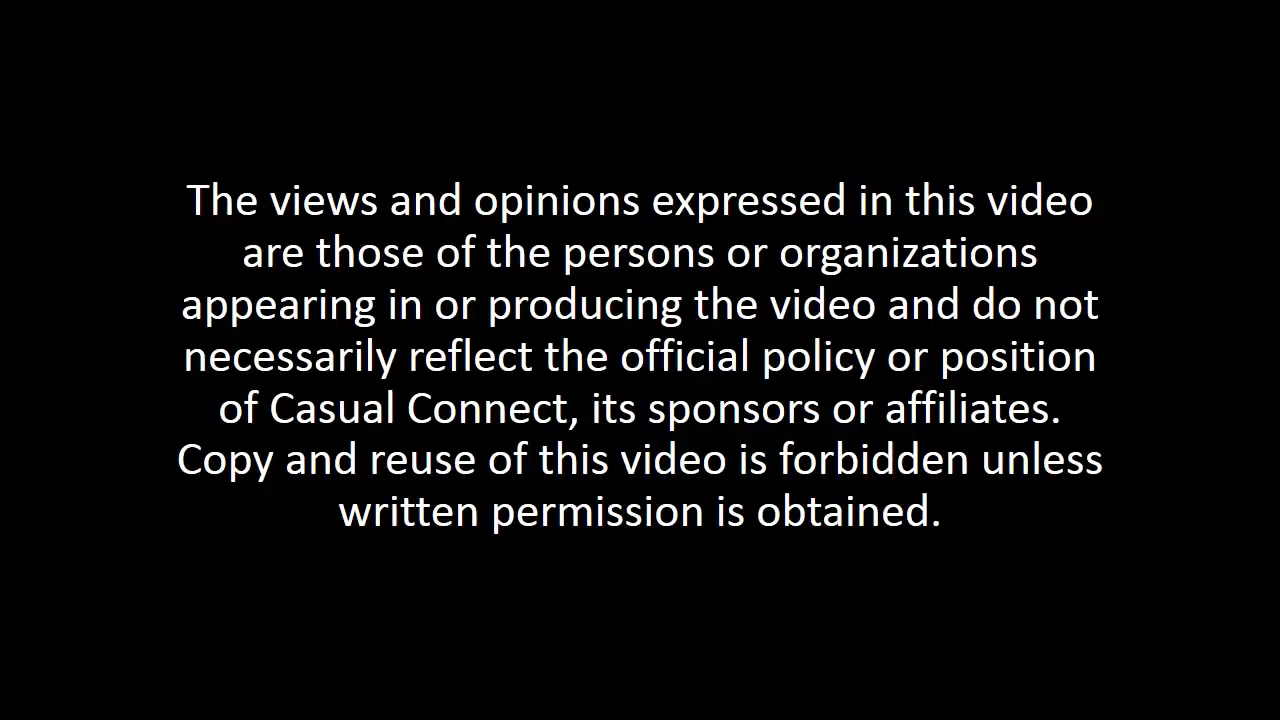 The views and opinions expressed in this video
are those of the persons or organizations
appearing in or producing the video and do not
necessarily reflect the official policy or position
of Casual Connect, its sponsors or affiliates.
Copy and reuse of this video is forbidden unless
written permission is obtained.